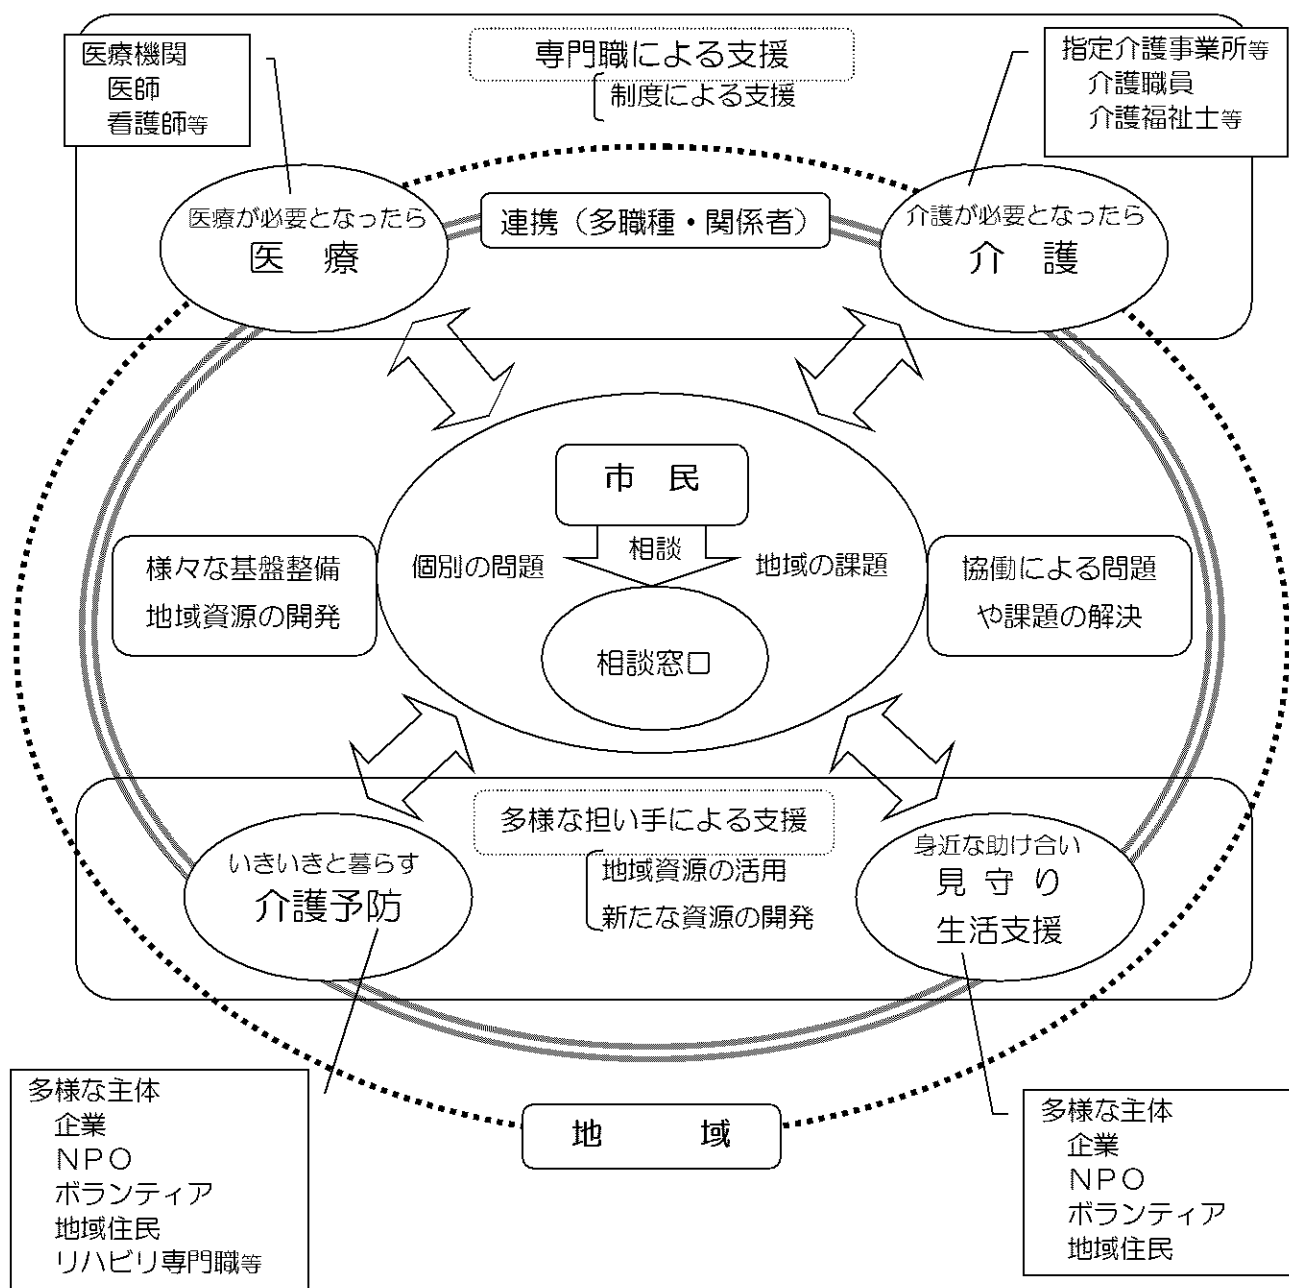 医療機関
医師
看護師等
専門職による支援
制度による支援
指定介護事業所等
介護職員
介護福祉士等
医療が必要となったら
医 療
連携（多職種・関係者）
介護が必要となったら
介 護
市 民
相談
個別の問題
地域の課題
相談窓口
様々な基盤整備
地域資源の開発
協働による問題
や課題の解決
多様な担い手による支援
地域資源の活用
新たな資源の開発
いきいきと暮らす
介護予防
身近な助け合い
見 守 り
生活支援
地 域
多様な主体
企業
ＮＰＯ
ボランティア
地域住民
リハビリ専門職等
多様な主体
企業
ＮＰＯ
ボランティア
地域住民